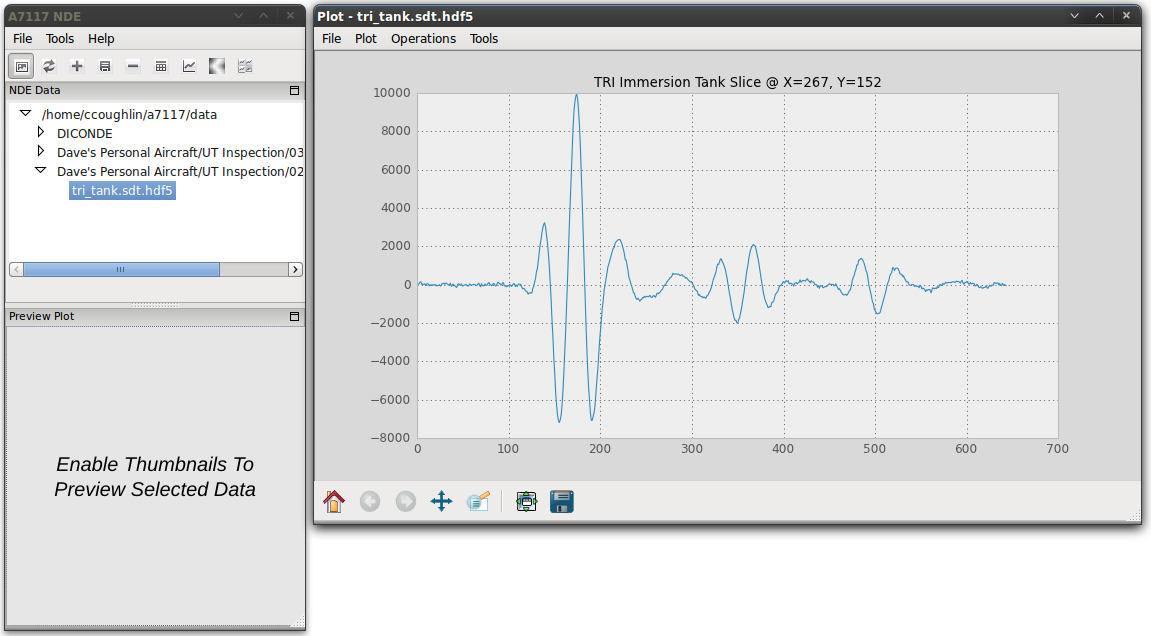 A7117 NDE
File Tools Help
NDE Data
/home/ccoughlin/a7117/data
DICONDE
Dave's Personal Aircraft/UT Inspection/03
Dave's Personal Aircraft/UT Inspection/02
tri_tank.sdt.hdf5
Preview Plot
Enable Thumbnails To
Preview Selected Data
Plot - tri_tank.sdt.hdf5
File Plot Operations Tools
TRI Immersion Tank Slice @ X=267, Y=152
10000
8000
6000
4000
2000
0
−2000
−4000
−6000
−8000
0 100 200 300 400 500 600 700